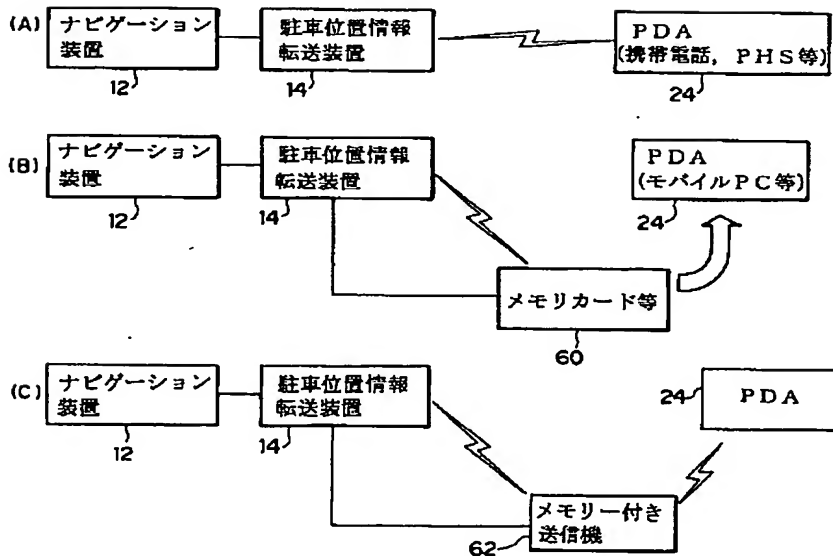 (A)
ナビゲーション
装置
12
駐車位置情報
転送装置
14
PDA
(携帯電話，PHS等)
24
(B)
ナビゲーション
装置
12
駐車位置情報
転送装置
14
PDA
(モバイルPC等)
24
メモリカード等
60
(C)
ナビゲーション
装置
12
駐車位置情報
転送装置
14
24
PDA
メモリー付き
送信機
62